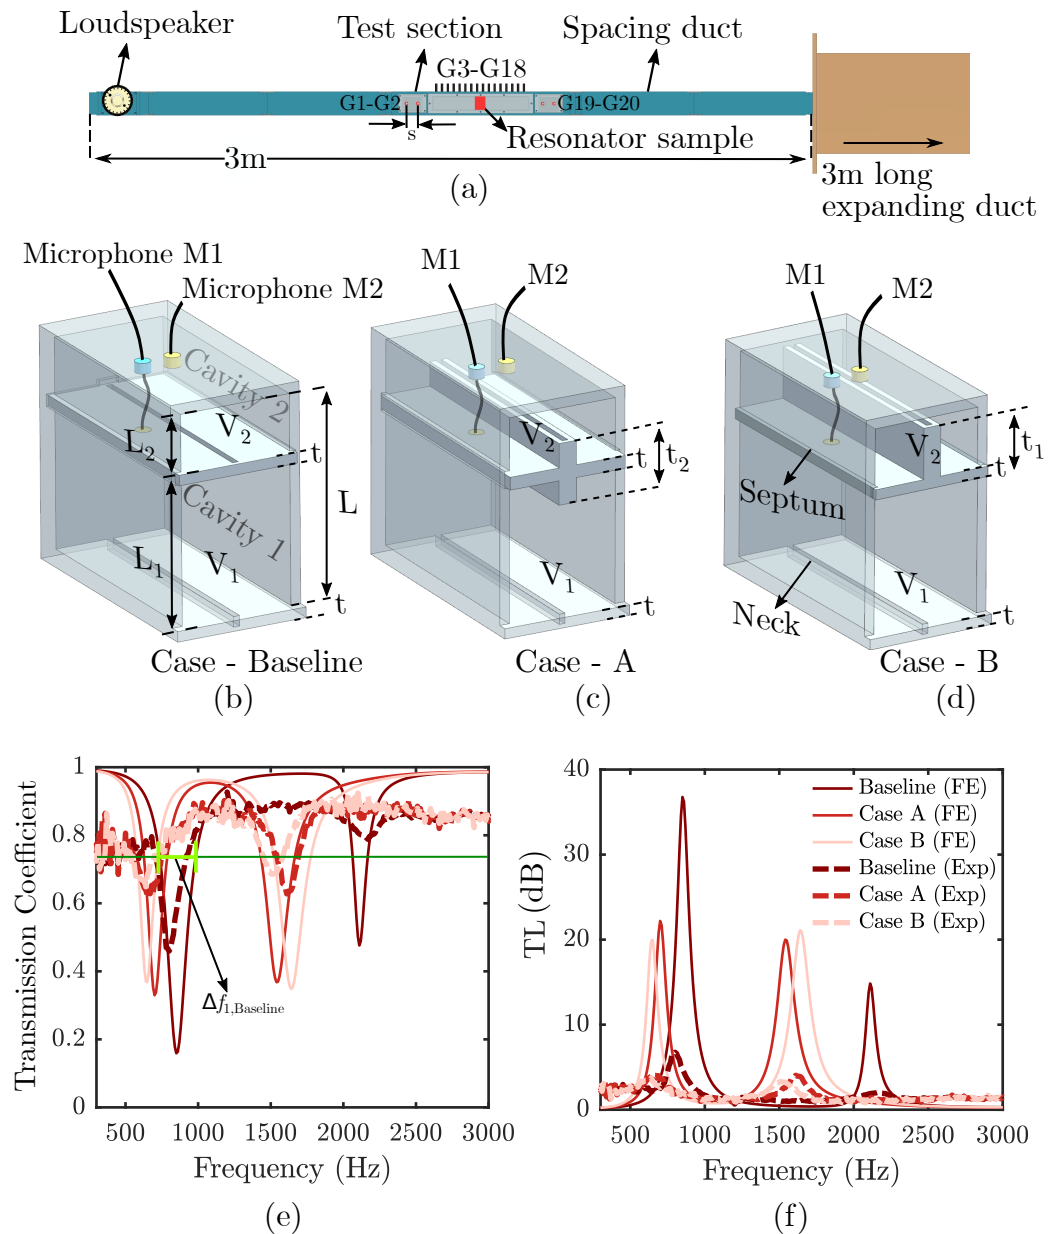 Loudspeaker
Test section
Spacing duct
G3-G18
G1-G2
G19-G20
s
Resonator sample
3m
(a)
3m long
expanding duct
Microphone M1
Microphone M2
Cavity 2
V2
L2
t
L
Cavity 1
L1
V1
t
Case - Baseline
(b)
M1
M2
V2
t
t2
V1
t
Case - A
(c)
M1
M2
V2
t1
t
Septum
V1
Neck
t
Case - B
(d)
Transmission Coefficient
1
0.8
0.6
0.4
0.2
0
Δf1,Baseline
500 1000 1500 2000 2500 3000
Frequency (Hz)
(e)
TL (dB)
40
30
20
10
0
Baseline (FE)
Case A (FE)
Case B (FE)
Baseline (Exp)
Case A (Exp)
Case B (Exp)
500 1000 1500 2000 2500 3000
Frequency (Hz)
(f)